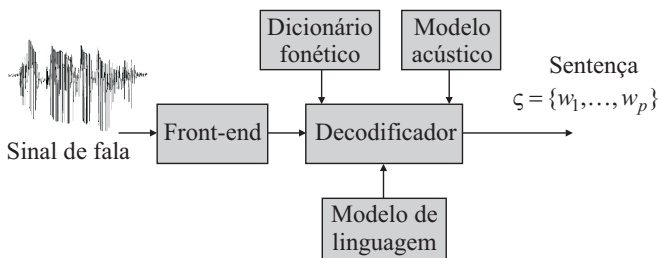 Dicionário
fonético
Modelo
acústico
Sentença
ς = {w₁,…,wₚ}
Sinal de fala
Front-end
Decodificador
Modelo de
linguagem